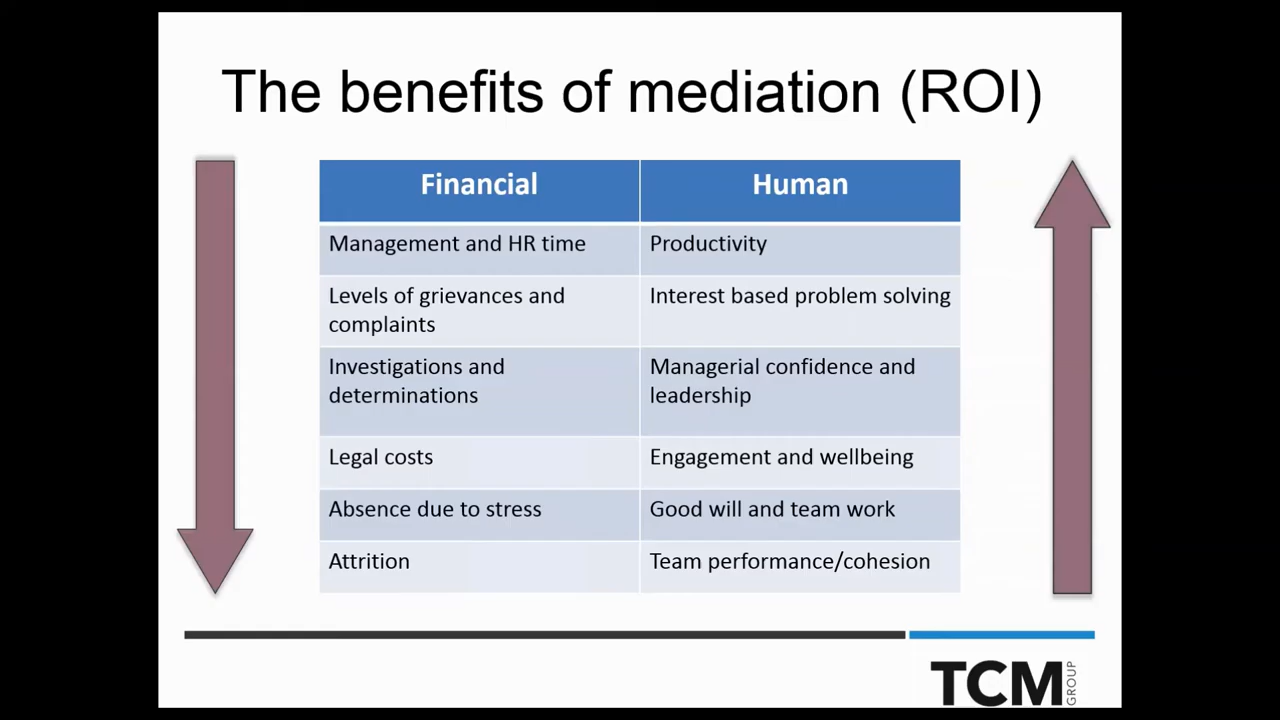 The benefits of mediation (ROI)
Financial
Human
Management and HR time
Productivity
Levels of grievances and
complaints
Interest based problem solving
Investigations and
determinations
Managerial confidence and
leadership
Legal costs
Engagement and wellbeing
Absence due to stress
Good will and team work
Attrition
Team performance/cohesion
TCM
GROUP